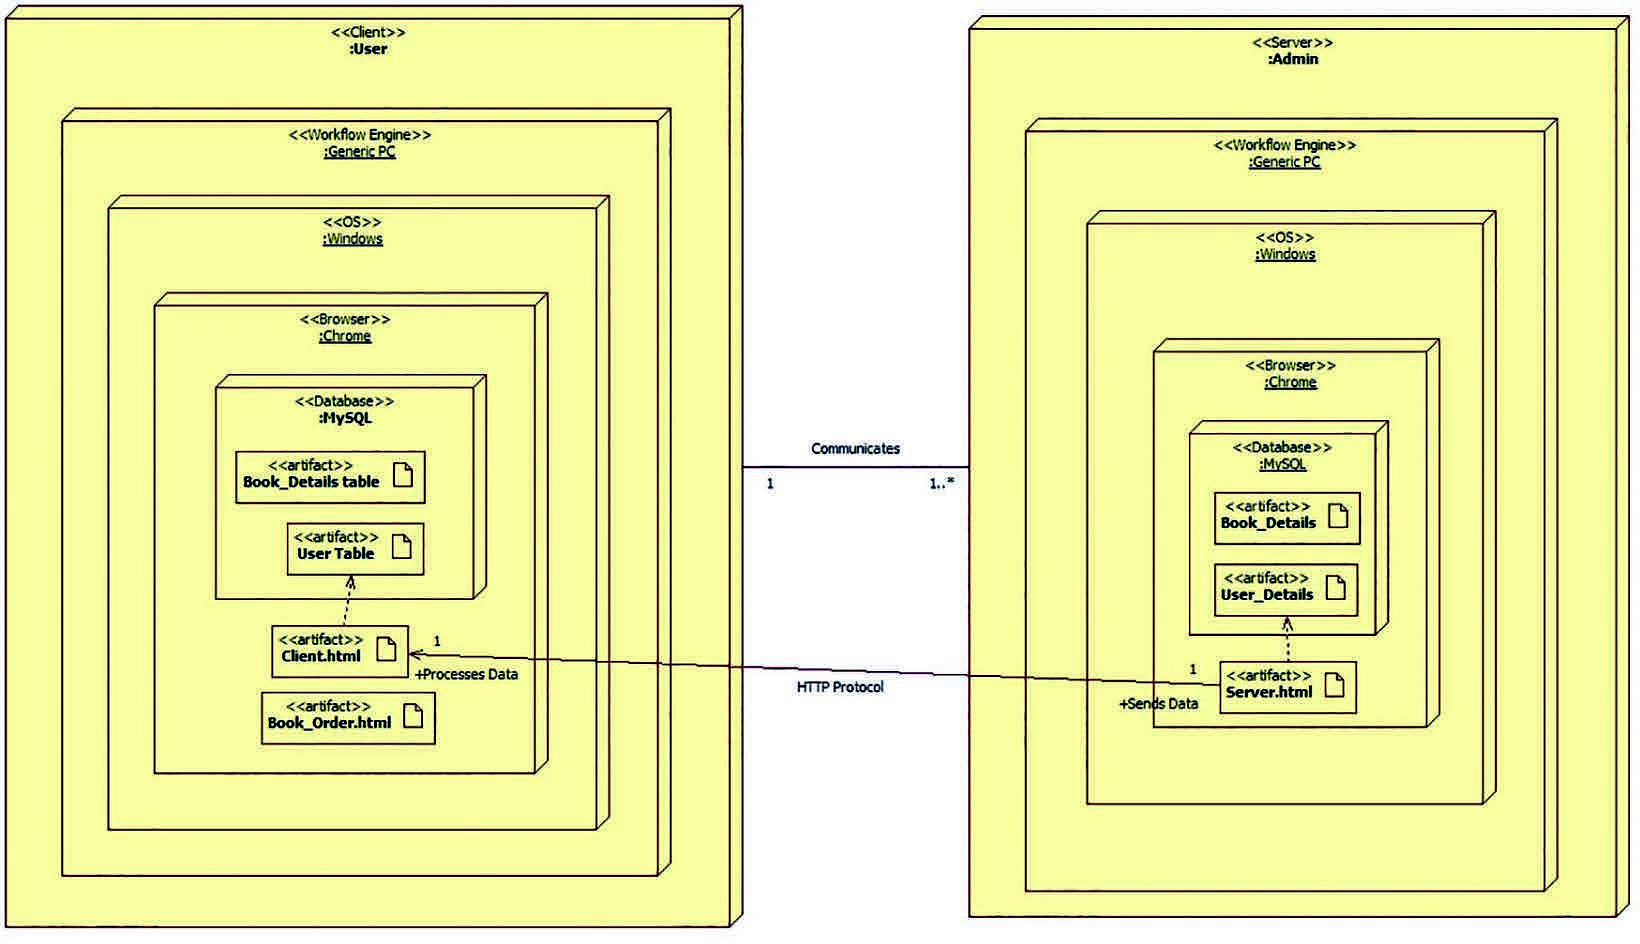 <<Client>>
:User
<<Workflow Engine>>
:Generic PC
<<OS>>
:Windows
<<Browser>>
:Chrome
<<Database>>
:MySQL
<<artifact>>
Book_Details table
<<artifact>>
User Table
<<artifact>>
Client.html
1
+Processes Data
<<artifact>>
Book_Order.html
Communicates
1
1..*
HTTP Protocol
<<Server>>
:Admin
<<Workflow Engine>>
:Generic PC
<<OS>>
:Windows
<<Browser>>
:Chrome
<<Database>>
:MySQL
<<artifact>>
Book_Details
<<artifact>>
User_Details
1
<<artifact>>
Server.html
+Sends Data